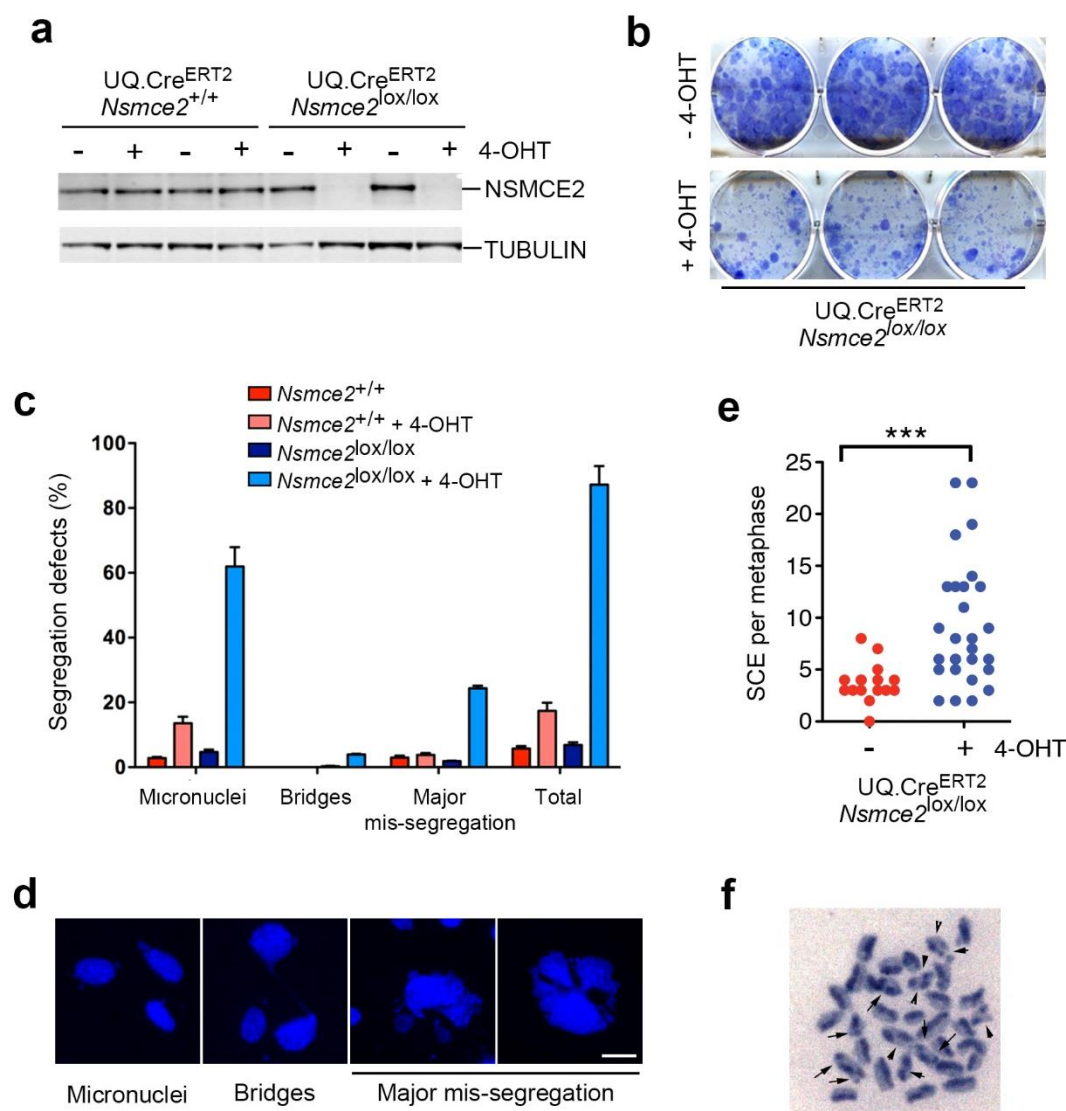 a
UQ.CreERT2 UQ.CreERT2
Nsmce2+/+ Nsmce2lox/lox
- + - + - + - + 4-OHT
NSMCE2
TUBULIN
b
- 4-OHT
+ 4-OHT
UQ.CreERT2
Nsmce2lox/lox
c
Nsmce2+/+
Nsmce2+/+ + 4-OHT
Nsmce2lox/lox
Nsmce2lox/lox + 4-OHT
Segregation defects (%)
100
80
60
40
20
0
Micronuclei Bridges Major Total
mis-segregation
e
***
SCE per metaphase
25
20
15
10
5
0
- + 4-OHT
UQ.CreERT2
Nsmce2lox/lox
d
Micronuclei Bridges Major mis-segregation
f